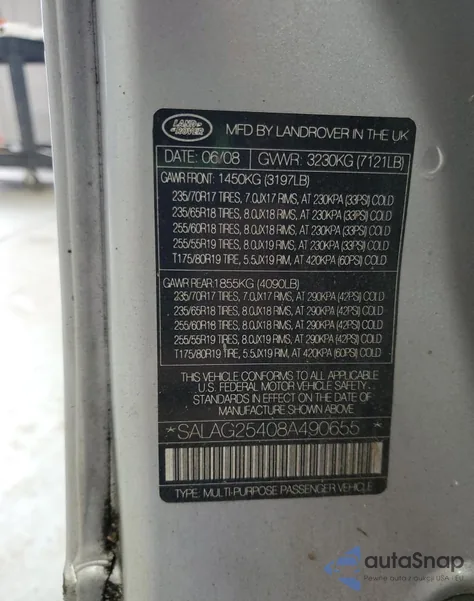 LAND ROVER
MFD BY LANDROVER IN THE UK
DATE: 06/08 GVWR: 3230KG (7121LB)
GAWR FRONT: 1450KG (3197LB)
235/70R17 TIRES, 7.0JX17 RIMS, AT 230KPA (33PSI) COLD
235/65R18 TIRES, 8.0JX18 RIMS, AT 230KPA (33PSI) COLD
255/60R18 TIRES, 8.0JX18 RIMS, AT 230KPA (33PSI) COLD
255/55R19 TIRES, 8.0JX19 RIMS, AT 230KPA (33PSI) COLD
T175/80R19 TIRE, 5.5JX19 RIM, AT 420KPA (60PSI) COLD
GAWR REAR: 1855KG (4090LB)
235/70R17 TIRES, 7.0JX17 RIMS, AT 290KPA (42PSI) COLD
235/65R18 TIRES, 8.0JX18 RIMS, AT 290KPA (42PSI) COLD
255/60R18 TIRES, 8.0JX18 RIMS, AT 290KPA (42PSI) COLD
255/55R19 TIRES, 8.0JX19 RIMS, AT 290KPA (42PSI) COLD
T175/80R19 TIRE, 5.5JX19 RIM, AT 420KPA (60PSI) COLD
THIS VEHICLE CONFORMS TO ALL APPLICABLE
U.S. FEDERAL MOTOR VEHICLE SAFETY
STANDARDS IN EFFECT ON THE DATE OF
MANUFACTURE SHOWN ABOVE
*SALAG25408A490655*
TYPE: MULTI-PURPOSE PASSENGER VEHICLE
autoSnap
Pewne auta z aukcji USA i EU